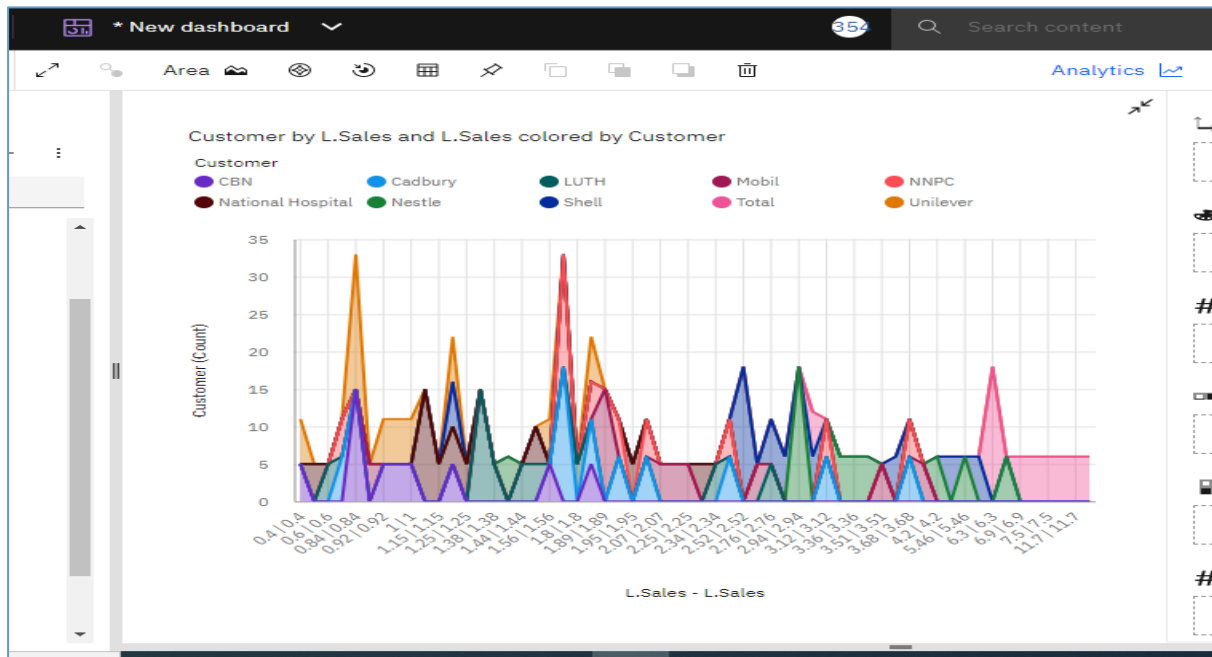 * New dashboard
354
Search content
Area
Analytics
Customer by L.Sales and L.Sales colored by Customer
Customer
CBN
Cadbury
LUTH
Mobil
NNPC
National Hospital
Nestle
Shell
Total
Unilever
Customer (Count)
35
30
25
20
15
10
5
0
0.4 | 0.4
0.6 | 0.6
0.84 | 0.84
0.92 | 0.92
1 | 1
1.15 | 1.15
1.25 | 1.25
1.38 | 1.38
1.44 | 1.44
1.56 | 1.56
1.8 | 1.8
1.89 | 1.89
1.95 | 1.95
2.07 | 2.07
2.25 | 2.25
2.34 | 2.34
2.52 | 2.52
2.76 | 2.76
2.94 | 2.94
3.12 | 3.12
3.36 | 3.36
3.51 | 3.51
3.68 | 3.68
4.2 | 4.2
5.46 | 5.46
6.3 | 6.3
6.9 | 6.9
7.5 | 7.5
11.7 | 11.7
L.Sales - L.Sales
#
#